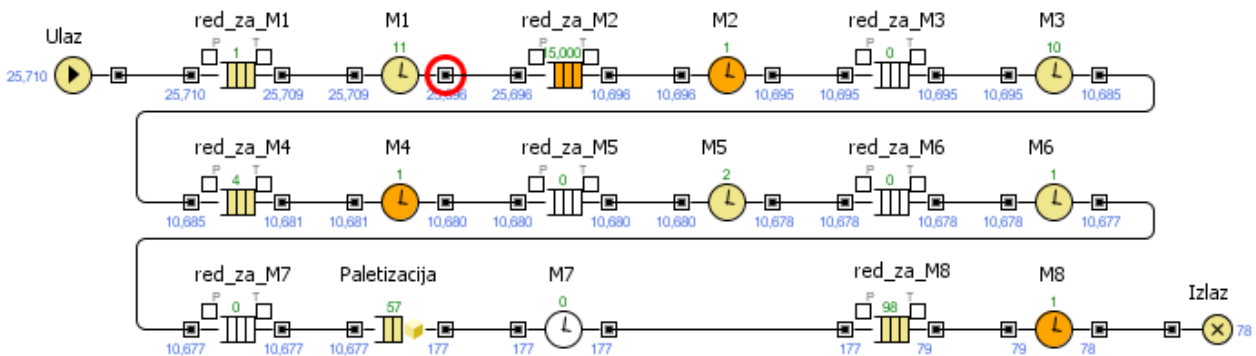 red_za_M1 M1 red_za_M2 M2 red_za_M3 M3
Ulaz
P T P T P T
1 11 15,000 1 0 10
25,710
25,710 25,709 25,709 25,696 25,696 10,696 10,696 10,695 10,695 10,695 10,695 10,685
red_za_M4 M4 red_za_M5 M5 red_za_M6 M6
P T P T P T
4 1 0 2 0 1
10,685 10,681 10,681 10,680 10,680 10,680 10,680 10,678 10,678 10,678 10,678 10,677
red_za_M7 Paletizacija M7 red_za_M8 M8
Izlaz
P T P T
0 57 0 98 1
78
10,677 10,677 10,677 177 177 177 177 79 79 78